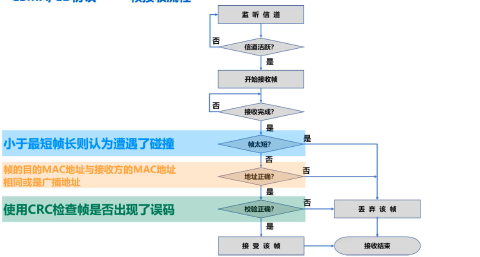 监 听 信 道
否
信道活跃?
是
开始接收帧
否
接收完成?
是
小于最短帧长则认为遭遇了碰撞
帧太短?
是
否
帧的目的MAC地址与接收方的MAC地址
相同或是广播地址
地址正确?
否
是
使用CRC检查帧是否出现了误码
校验正确?
否
丢 弃 该 帧
是
接 受 该 帧
接收结束